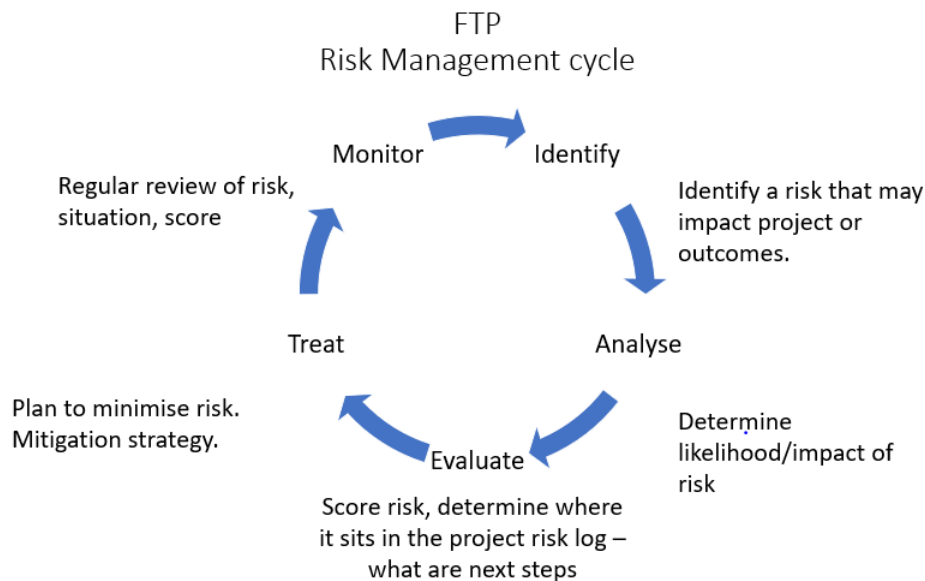 FTP
Risk Management cycle
Monitor
Identify
Regular review of risk,
situation, score
Identify a risk that may
impact project or
outcomes.
Treat
Analyse
Plan to minimise risk.
Mitigation strategy.
Determine
likelihood/impact of
risk
Evaluate
Score risk, determine where
it sits in the project risk log –
what are next steps